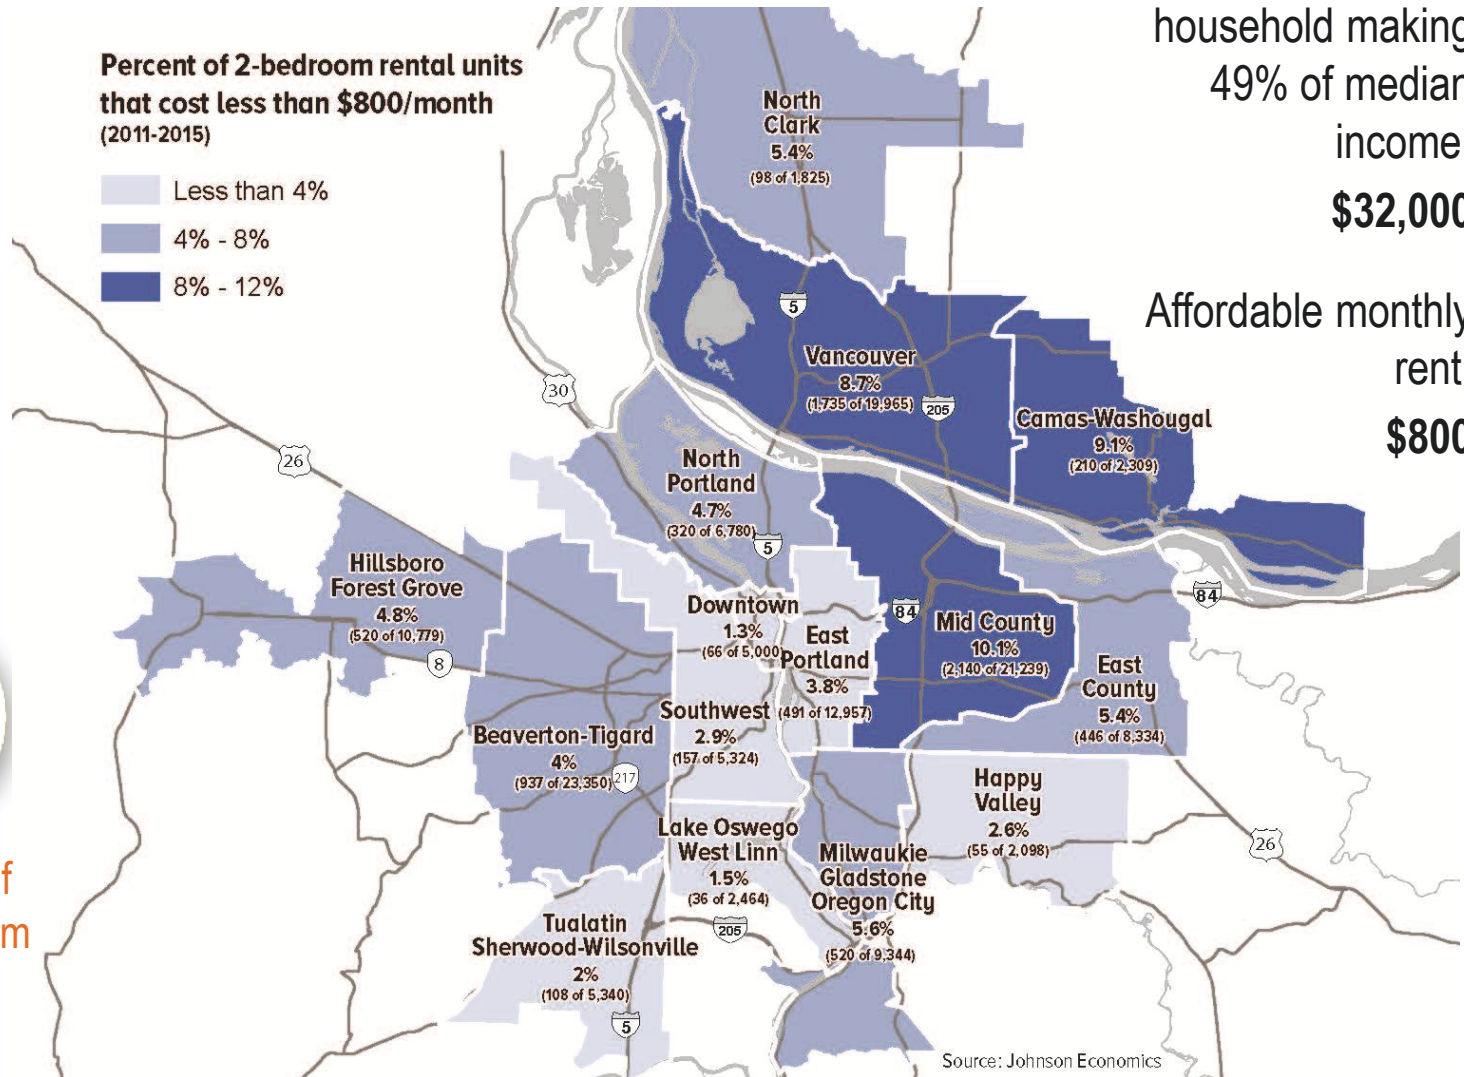 Percent of 2-bedroom rental units
that cost less than $800/month
(2011-2015)
Less than 4%
4% - 8%
8% - 12%
household making
49% of median
income
$32,000
Affordable monthly
rent
$800
North
Clark
5.4%
(98 of 1,825)
5
Vancouver
8.7%
(1,735 of 19,965)
205
Camas-Washougal
9.1%
(210 of 2,309)
30
26
North
Portland
4.7%
(320 of 6,780)
5
Hillsboro
Forest Grove
4.8%
(520 of 10,779)
8
Downtown
1.3%
(66 of 5,000)
East
Portland
3.8%
(491 of 12,957)
84
Mid County
10.1%
(2,140 of 21,239)
84
East
County
5.4%
(446 of 8,334)
Southwest
2.9%
(157 of 5,324)
Beaverton-Tigard
4%
(937 of 23,350)
217
Happy
Valley
2.6%
(55 of 2,098)
26
Lake Oswego
West Linn
1.5%
(36 of 2,464)
Milwaukie
Gladstone
Oregon City
5.6%
(520 of 9,344)
205
Tualatin
Sherwood-Wilsonville
2%
(108 of 5,340)
5
f
m
Source: Johnson Economics